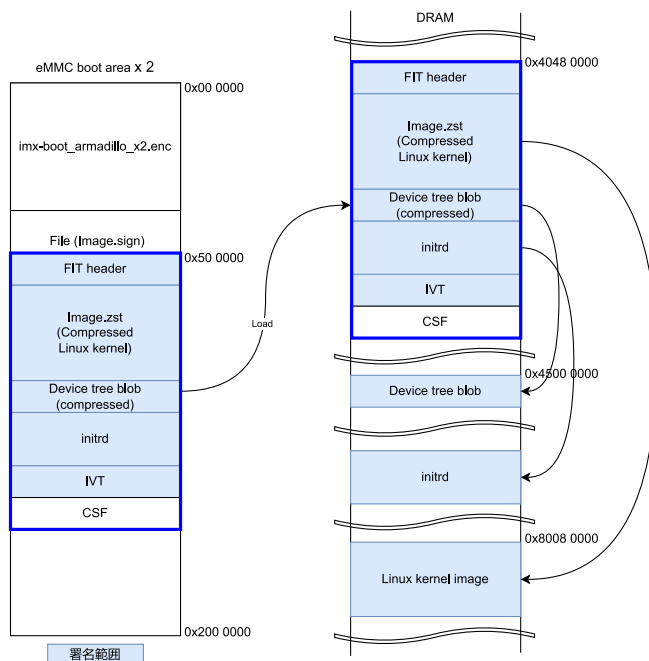 eMMC boot area x 2
0x00 0000
imx-boot_armadillo_x2.enc
File (Image.sign)
0x50 0000
FIT header
Image.zst
(Compressed
Linux kernel)
Device tree blob
(compressed)
initrd
IVT
CSF
0x200 0000
署名範囲
Load
DRAM
0x4048 0000
FIT header
Image.zst
(Compressed
Linux kernel)
Device tree blob
(compressed)
initrd
IVT
CSF
0x4500 0000
Device tree blob
initrd
0x8008 0000
Linux kernel image